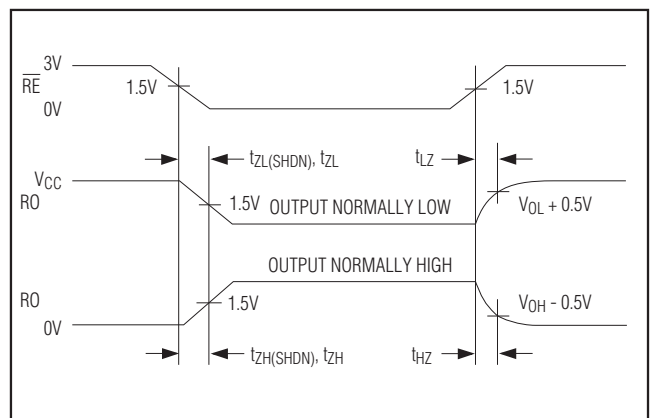 3V
R̅E̅
1.5V
1.5V
0V
tZL(SHDN), tZL
tLZ
VCC
RO
1.5V
OUTPUT NORMALLY LOW
VOL + 0.5V
OUTPUT NORMALLY HIGH
RO
1.5V
VOH - 0.5V
0V
tZH(SHDN), tZH
tHZ